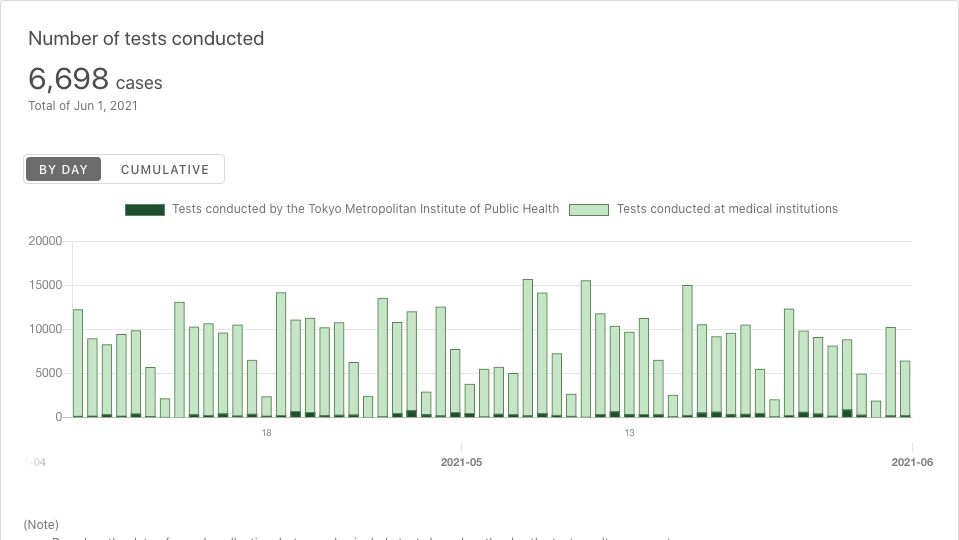 Number of tests conducted
6,698 cases
Total of Jun 1, 2021
BY DAY CUMULATIVE
Tests conducted by the Tokyo Metropolitan Institute of Public Health Tests conducted at medical institutions
20000
15000
10000
5000
0
18 13
-04 2021-05 2021-06
(Note)